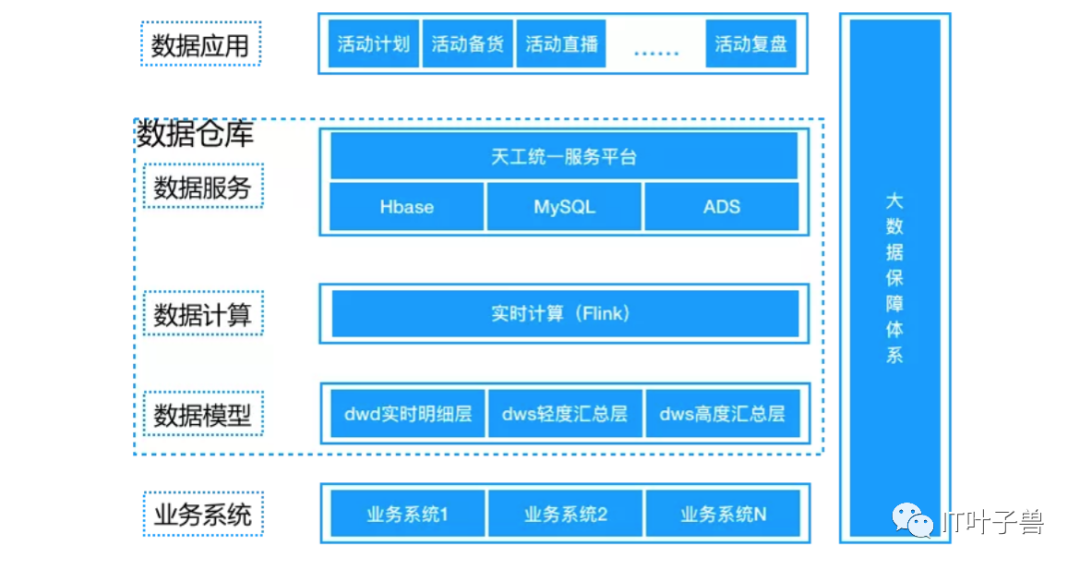 数据应用
活动计划
活动备货
活动直播
......
活动复盘
数据仓库
数据服务
天工统一服务平台
Hbase
MySQL
ADS
数据计算
实时计算（Flink）
数据模型
dwd实时明细层
dws轻度汇总层
dws高度汇总层
业务系统
业务系统1
业务系统2
业务系统N
大数据保障体系
IT叶子兽